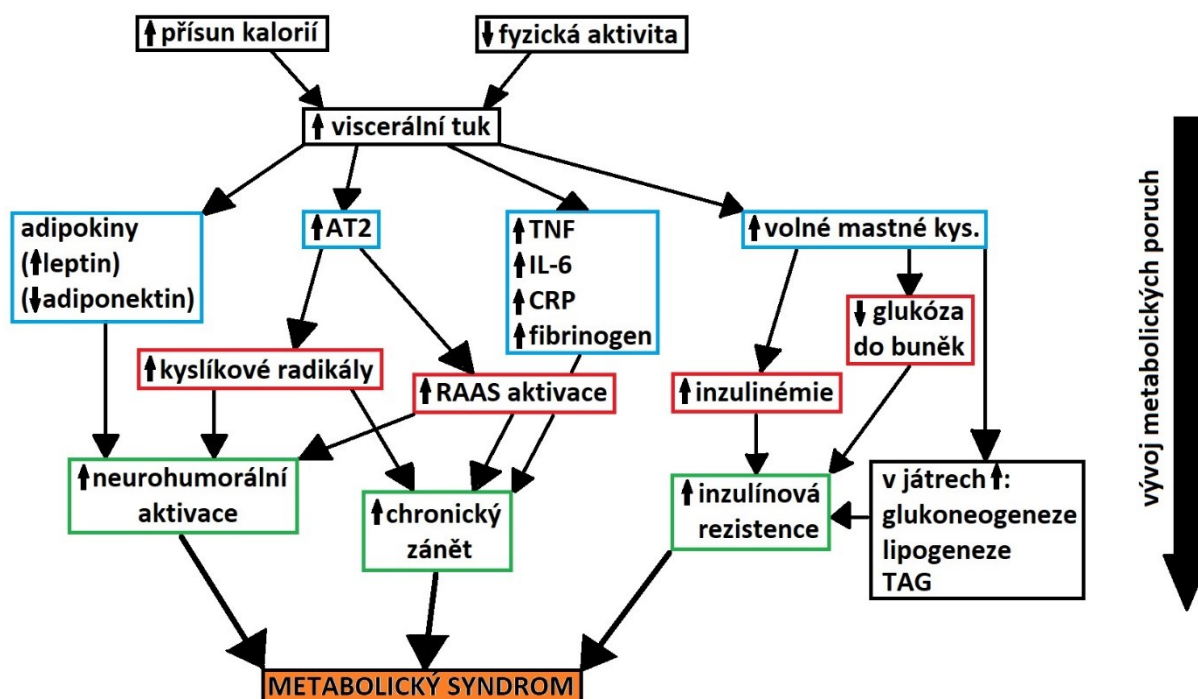 ↑ přísun kalorií
↓ fyzická aktivita
↑ viscerální tuk
adipokiny
(↑leptin)
(↓adiponektin)
↑AT2
↑ TNF
↑ IL-6
↑ CRP
↑ fibrinogen
↑ volné mastné kys.
↓ glukóza
do buněk
↑ kyslíkové radikály
↑ RAAS aktivace
↑ inzulinémie
↑ neurohumorální
aktivace
↑ chronický
zánět
↑ inzulínová
rezistence
v játrech ↑:
glukoneogeneze
lipogeneze
TAG
METABOLICKÝ SYNDROM
vývoj metabolických poruch